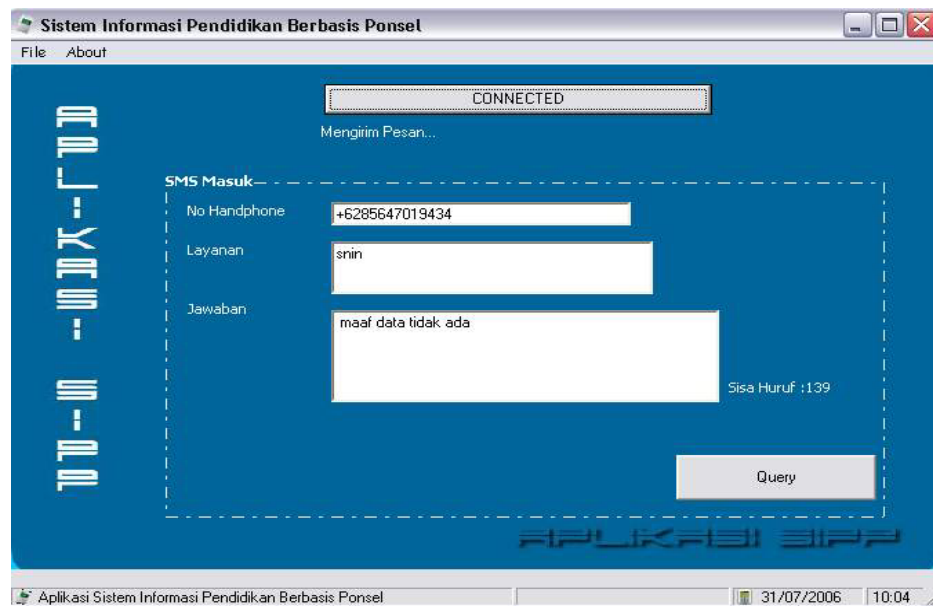 Sistem Informasi Pendidikan Berbasis Ponsel
File About
CONNECTED
Mengirim Pesan...
APLIKASI SIPP
SMS Masuk
No Handphone +6285647019434
Layanan snin
Jawaban maaf data tidak ada
Sisa Huruf :139
Query
APLIKASI SIPP
Aplikasi Sistem Informasi Pendidikan Berbasis Ponsel 31/07/2006 10:04